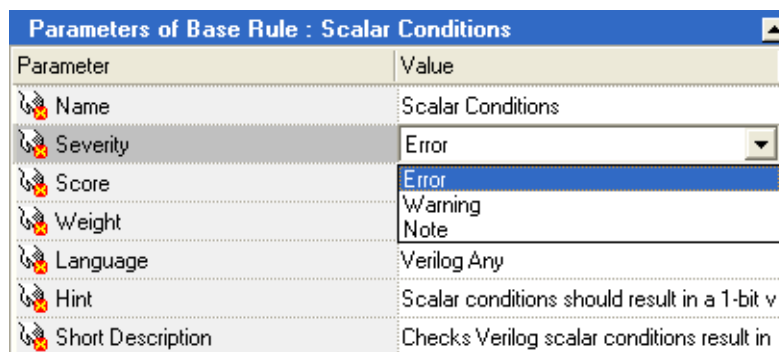 Parameters of Base Rule : Scalar Conditions
Parameter Value
Name Scalar Conditions
Severity Error
Score Error
Warning
Weight Note
Language Verilog Any
Hint Scalar conditions should result in a 1-bit v
Short Description Checks Verilog scalar conditions result in